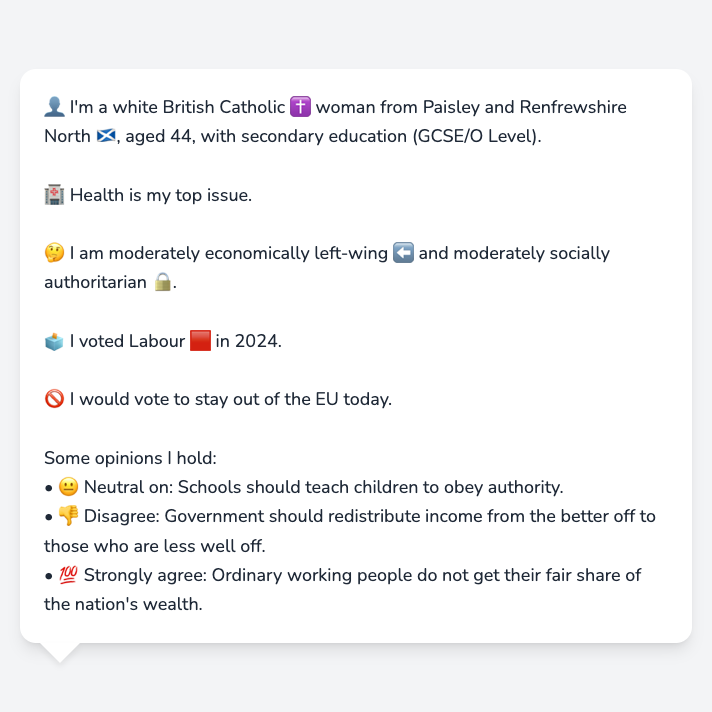 👤 I'm a white British Catholic ✝️ woman from Paisley and Renfrewshire
North 🏴󠁧󠁢󠁳󠁣󠁴󠁿, aged 44, with secondary education (GCSE/O Level).
🏥 Health is my top issue.
🤔 I am moderately economically left-wing ⬅️ and moderately socially
authoritarian 🔒.
🗳️ I voted Labour 🟥 in 2024.
🚫 I would vote to stay out of the EU today.
Some opinions I hold:
• 😐 Neutral on: Schools should teach children to obey authority.
• 👎 Disagree: Government should redistribute income from the better off to
those who are less well off.
• 💯 Strongly agree: Ordinary working people do not get their fair share of
the nation's wealth.